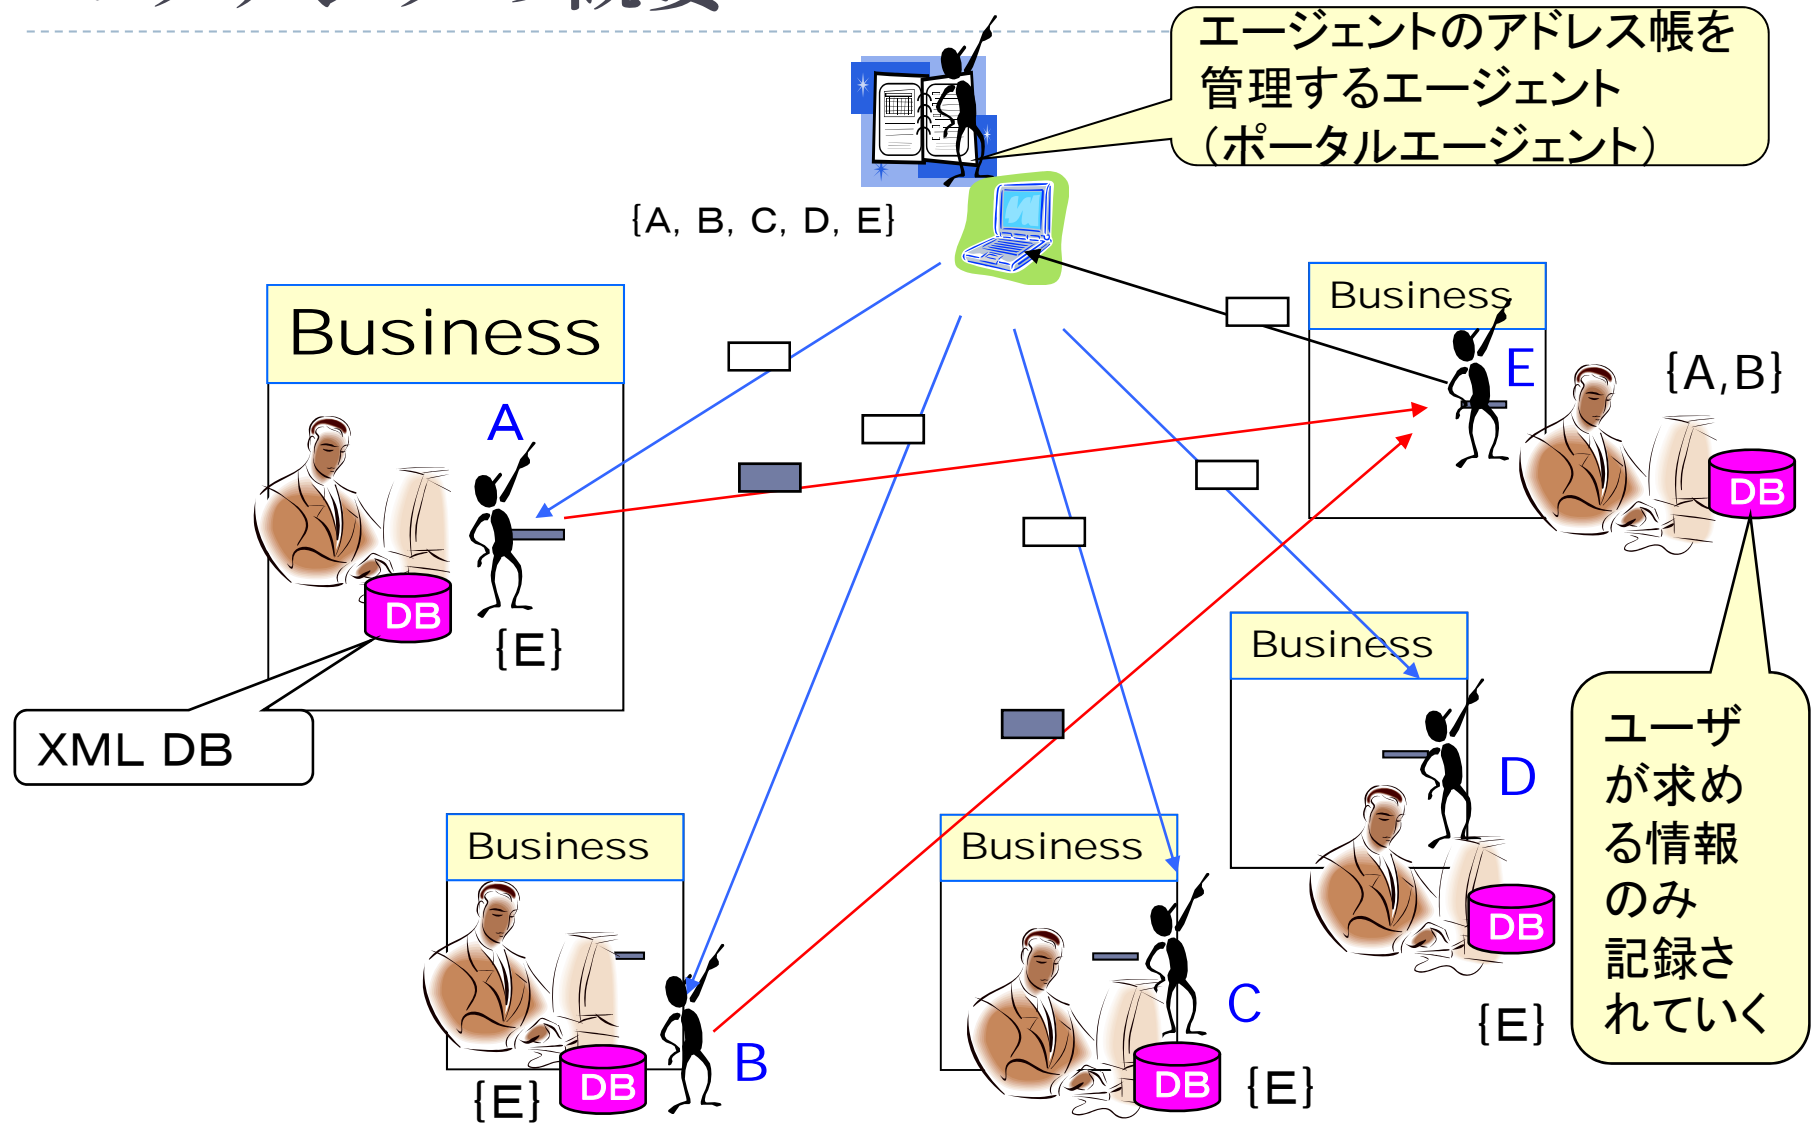 の概要
エージェントのアドレス帳を
管理するエージェント
（ポータルエージェント）
{A, B, C, D, E}
Business
A
DB
{E}
XML DB
Business
E
{A,B}
DB
Business
D
DB
{E}
ユーザ
が求め
る情報
のみ
記録さ
れていく
Business
B
DB
{E}
Business
C
DB
{E}